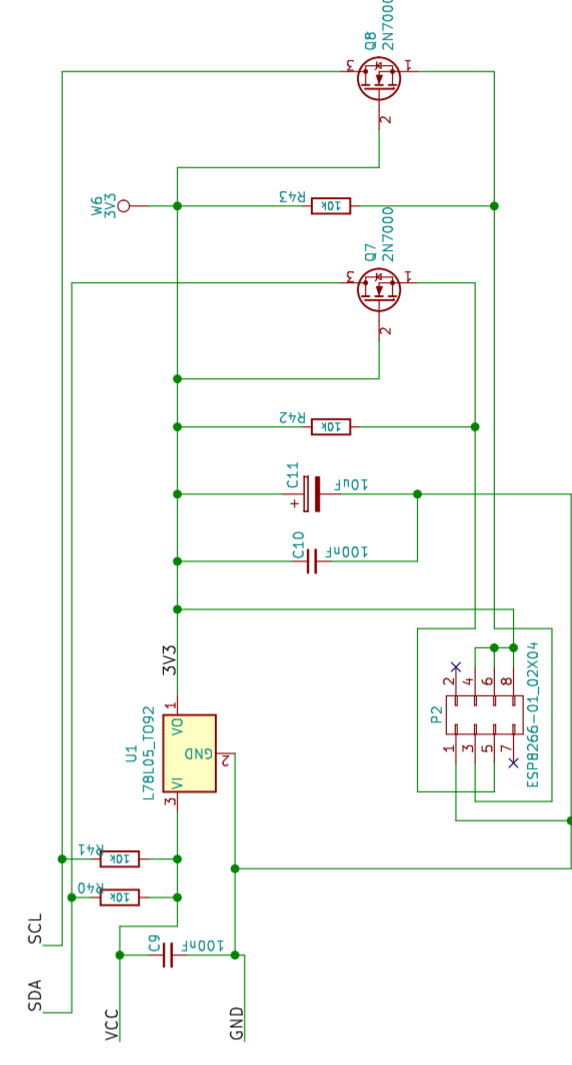 Q8
2N7000
3
1
2
W6
3V3
R43
10k
Q7
2N7000
3
1
2
R42
10k
C11
+
10uF
C10
100nF
3V3
U1
L78L05_TO92
1
VO
GND
2
VI
3
P2
2
4
6
8
1
3
5
7
ESP8266-01_02X04
R41
10k
R40
10k
SCL
SDA
C9
100nF
VCC
GND